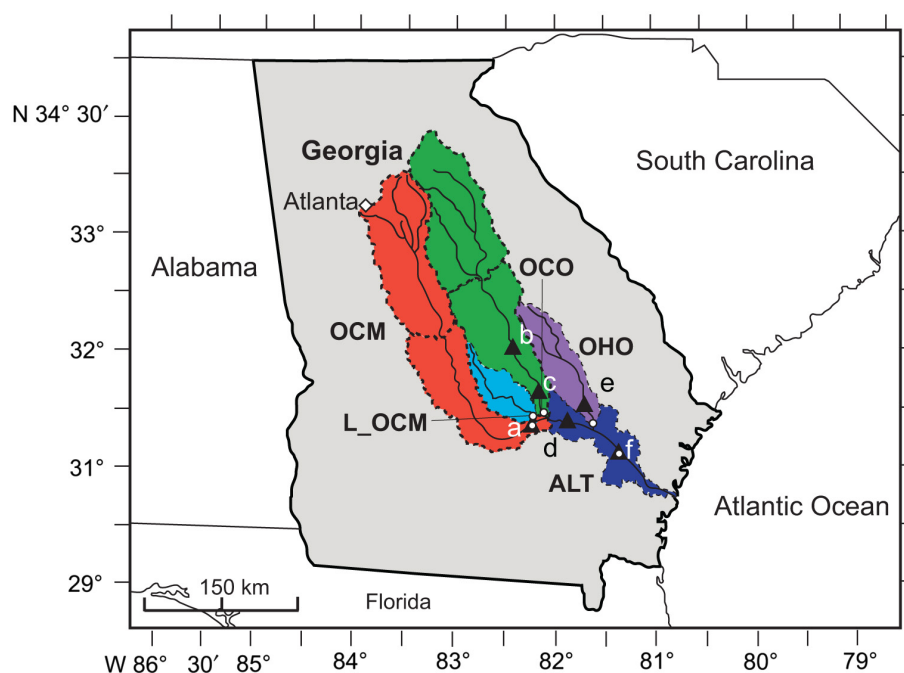 N 34° 30′
Georgia
South Carolina
Atlanta
33°
Alabama
OCO
OCM
b
OHO
32°
c
e
L_OCM
a
d
f
ALT
31°
Atlantic Ocean
29°
150 km
Florida
W 86° 30′ 85° 84° 83° 82° 81° 80° 79°